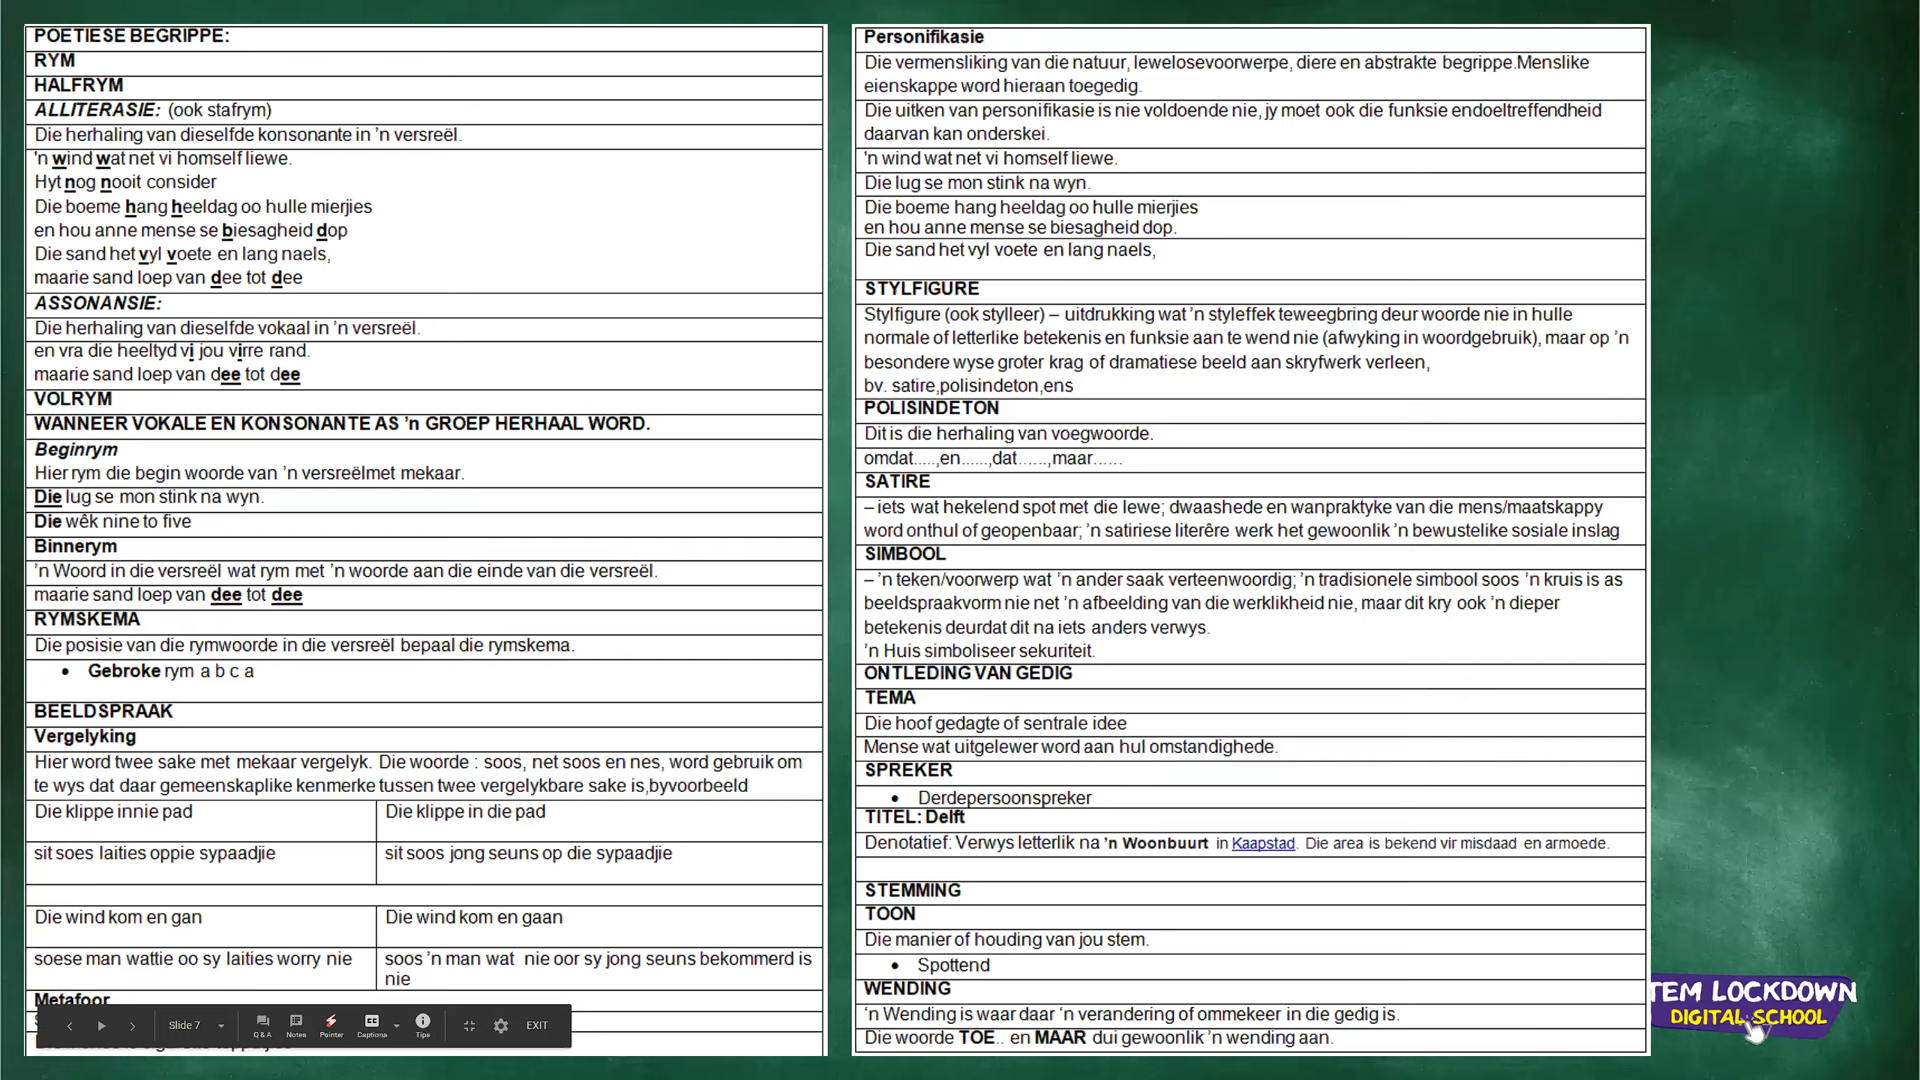 POETIESE BEGRIPPE:
RYM
HALFRYM
ALLITERASIE: (ook stafrym)
Die herhaling van dieselfde konsonante in 'n versreël.
'n wind wat net vi homself liewe.
Hyt nog nooit consider
Die boeme hang heeldag oo hulle mierjies
en hou anne mense se biesagheid dop
Die sand het vyl voete en lang naels,
maarie sand loep van dee tot dee
ASSONANSIE:
Die herhaling van dieselfde vokaal in 'n versreël.
en vra die heeltyd vi jou virre rand.
maarie sand loep van dee tot dee
VOLRYM
WANNEER VOKALE EN KONSONANTE AS 'n GROEP HERHAAL WORD.
Beginrym
Hier rym die begin woorde van 'n versreëlmet mekaar.
Die lug se mon stink na wyn.
Die wêk nine to five
Binnerym
'n Woord in die versreël wat rym met 'n woorde aan die einde van die versreël.
maarie sand loep van dee tot dee
RYMSKEMA
Die posisie van die rymwoorde in die versreël bepaal die rymskema.
• Gebroke rym a b c a
BEELDSPRAAK
Vergelyking
Hier word twee sake met mekaar vergelyk. Die woorde : soos, net soos en nes, word gebruik om
te wys dat daar gemeenskaplike kenmerke tussen twee vergelykbare sake is,byvoorbeeld
Die klippe innie pad
Die klippe in die pad
sit soes laities oppie sypaadjie
sit soos jong seuns op die sypaadjie
Die wind kom en gan
Die wind kom en gaan
soese man wattie oo sy laities worry nie
soos 'n man wat nie oor sy jong seuns bekommerd is
nie
Metafoor
Slide 7
Q&A
Notes
Pointer
Captions
Tips
EXIT
Personifikasie
Die vermensliking van die natuur, lewelosevoorwerpe, diere en abstrakte begrippe.Menslike
eienskappe word hieraan toegedig.
Die uitken van personifikasie is nie voldoende nie, jy moet ook die funksie endoeltreffendheid
daarvan kan onderskei.
'n wind wat net vi homself liewe.
Die lug se mon stink na wyn.
Die boeme hang heeldag oo hulle mierjies
en hou anne mense se biesagheid dop.
Die sand het vyl voete en lang naels,
STYLFIGURE
Stylfigure (ook stylleer) – uitdrukking wat 'n styleffek teweegbring deur woorde nie in hulle
normale of letterlike betekenis en funksie aan te wend nie (afwyking in woordgebruik), maar op 'n
besondere wyse groter krag of dramatiese beeld aan skryfwerk verleen,
bv. satire,polisindeton,ens
POLISINDETON
Dit is die herhaling van voegwoorde.
omdat.....,en......,dat......,maar......
SATIRE
– iets wat hekelend spot met die lewe; dwaashede en wanpraktyke van die mens/maatskappy
word onthul of geopenbaar; 'n satiriese literêre werk het gewoonlik 'n bewustelike sosiale inslag
SIMBOOL
– 'n teken/voorwerp wat 'n ander saak verteenwoordig; 'n tradisionele simbool soos 'n kruis is as
beeldspraakvorm nie net 'n afbeelding van die werklikheid nie, maar dit kry ook 'n dieper
betekenis deurdat dit na iets anders verwys.
'n Huis simboliseer sekuriteit.
ONTLEDING VAN GEDIG
TEMA
Die hoof gedagte of sentrale idee
Mense wat uitgelewer word aan hul omstandighede.
SPREKER
• Derdepersoonspreker
TITEL: Delft
Denotatief: Verwys letterlik na 'n Woonbuurt in Kaapstad. Die area is bekend vir misdaad en armoede.
STEMMING
TOON
Die manier of houding van jou stem.
• Spottend
WENDING
'n Wending is waar daar 'n verandering of ommekeer in die gedig is.
Die woorde TOE.. en MAAR dui gewoonlik 'n wending aan.
TEM LOCKDOWN
DIGITAL SCHOOL